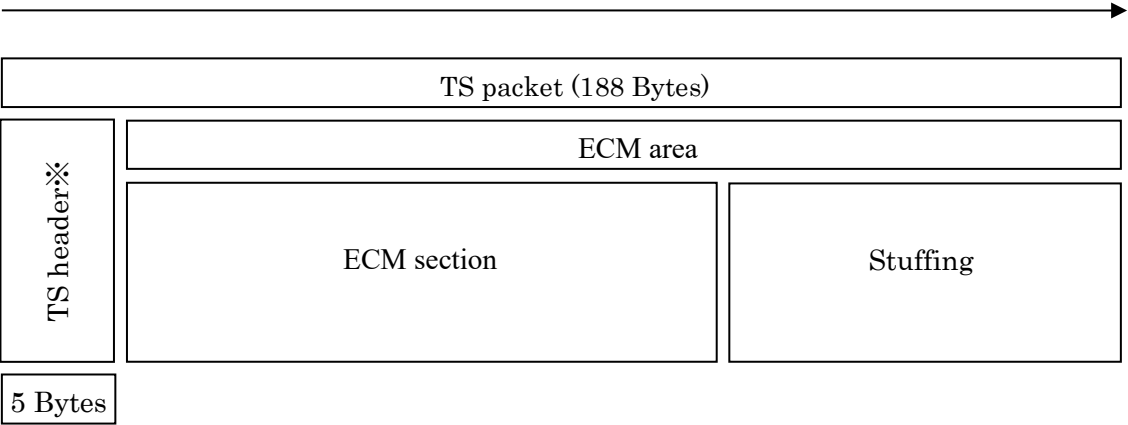 TS packet (188 Bytes)
TS header※
ECM area
ECM section
Stuffing
5 Bytes